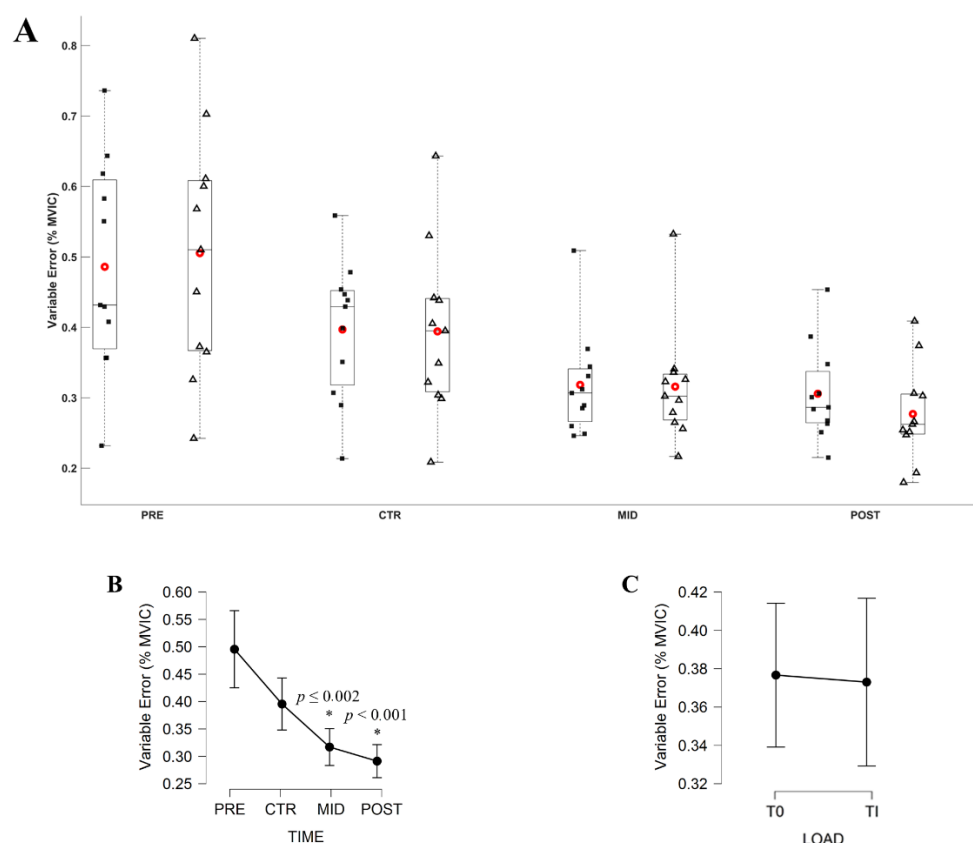 A
0.8
0.7
0.6
0.5
0.4
0.3
0.2
Variable Error (% MVIC)
PRE CTR MID POST
B
0.60
0.55
0.50
0.45
0.40
0.35
0.30
0.25
Variable Error (% MVIC)
p ≤ 0.002
*
p < 0.001
*
PRE CTR MID POST
TIME
C
0.42
0.40
0.38
0.36
0.34
0.32
Variable Error (% MVIC)
T0 TI
LOAD